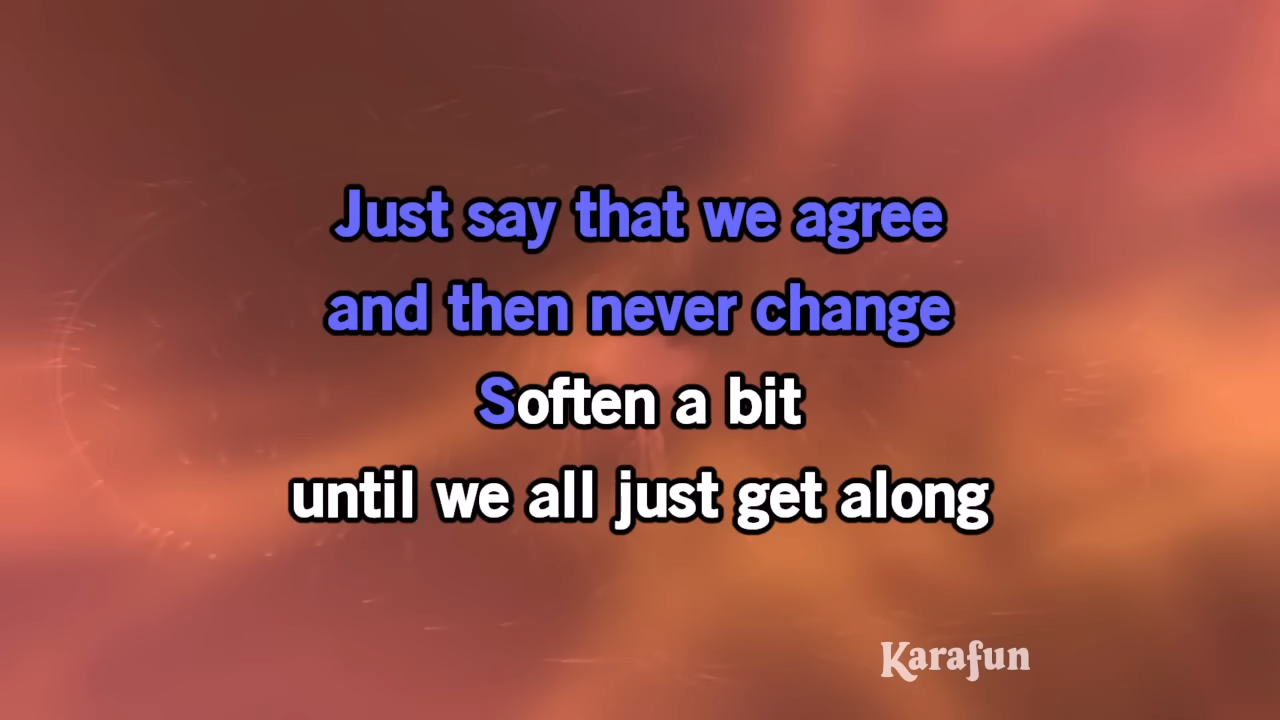 Just say that we agree
and then never change
Soften a bit
until we all just get along
Karafun